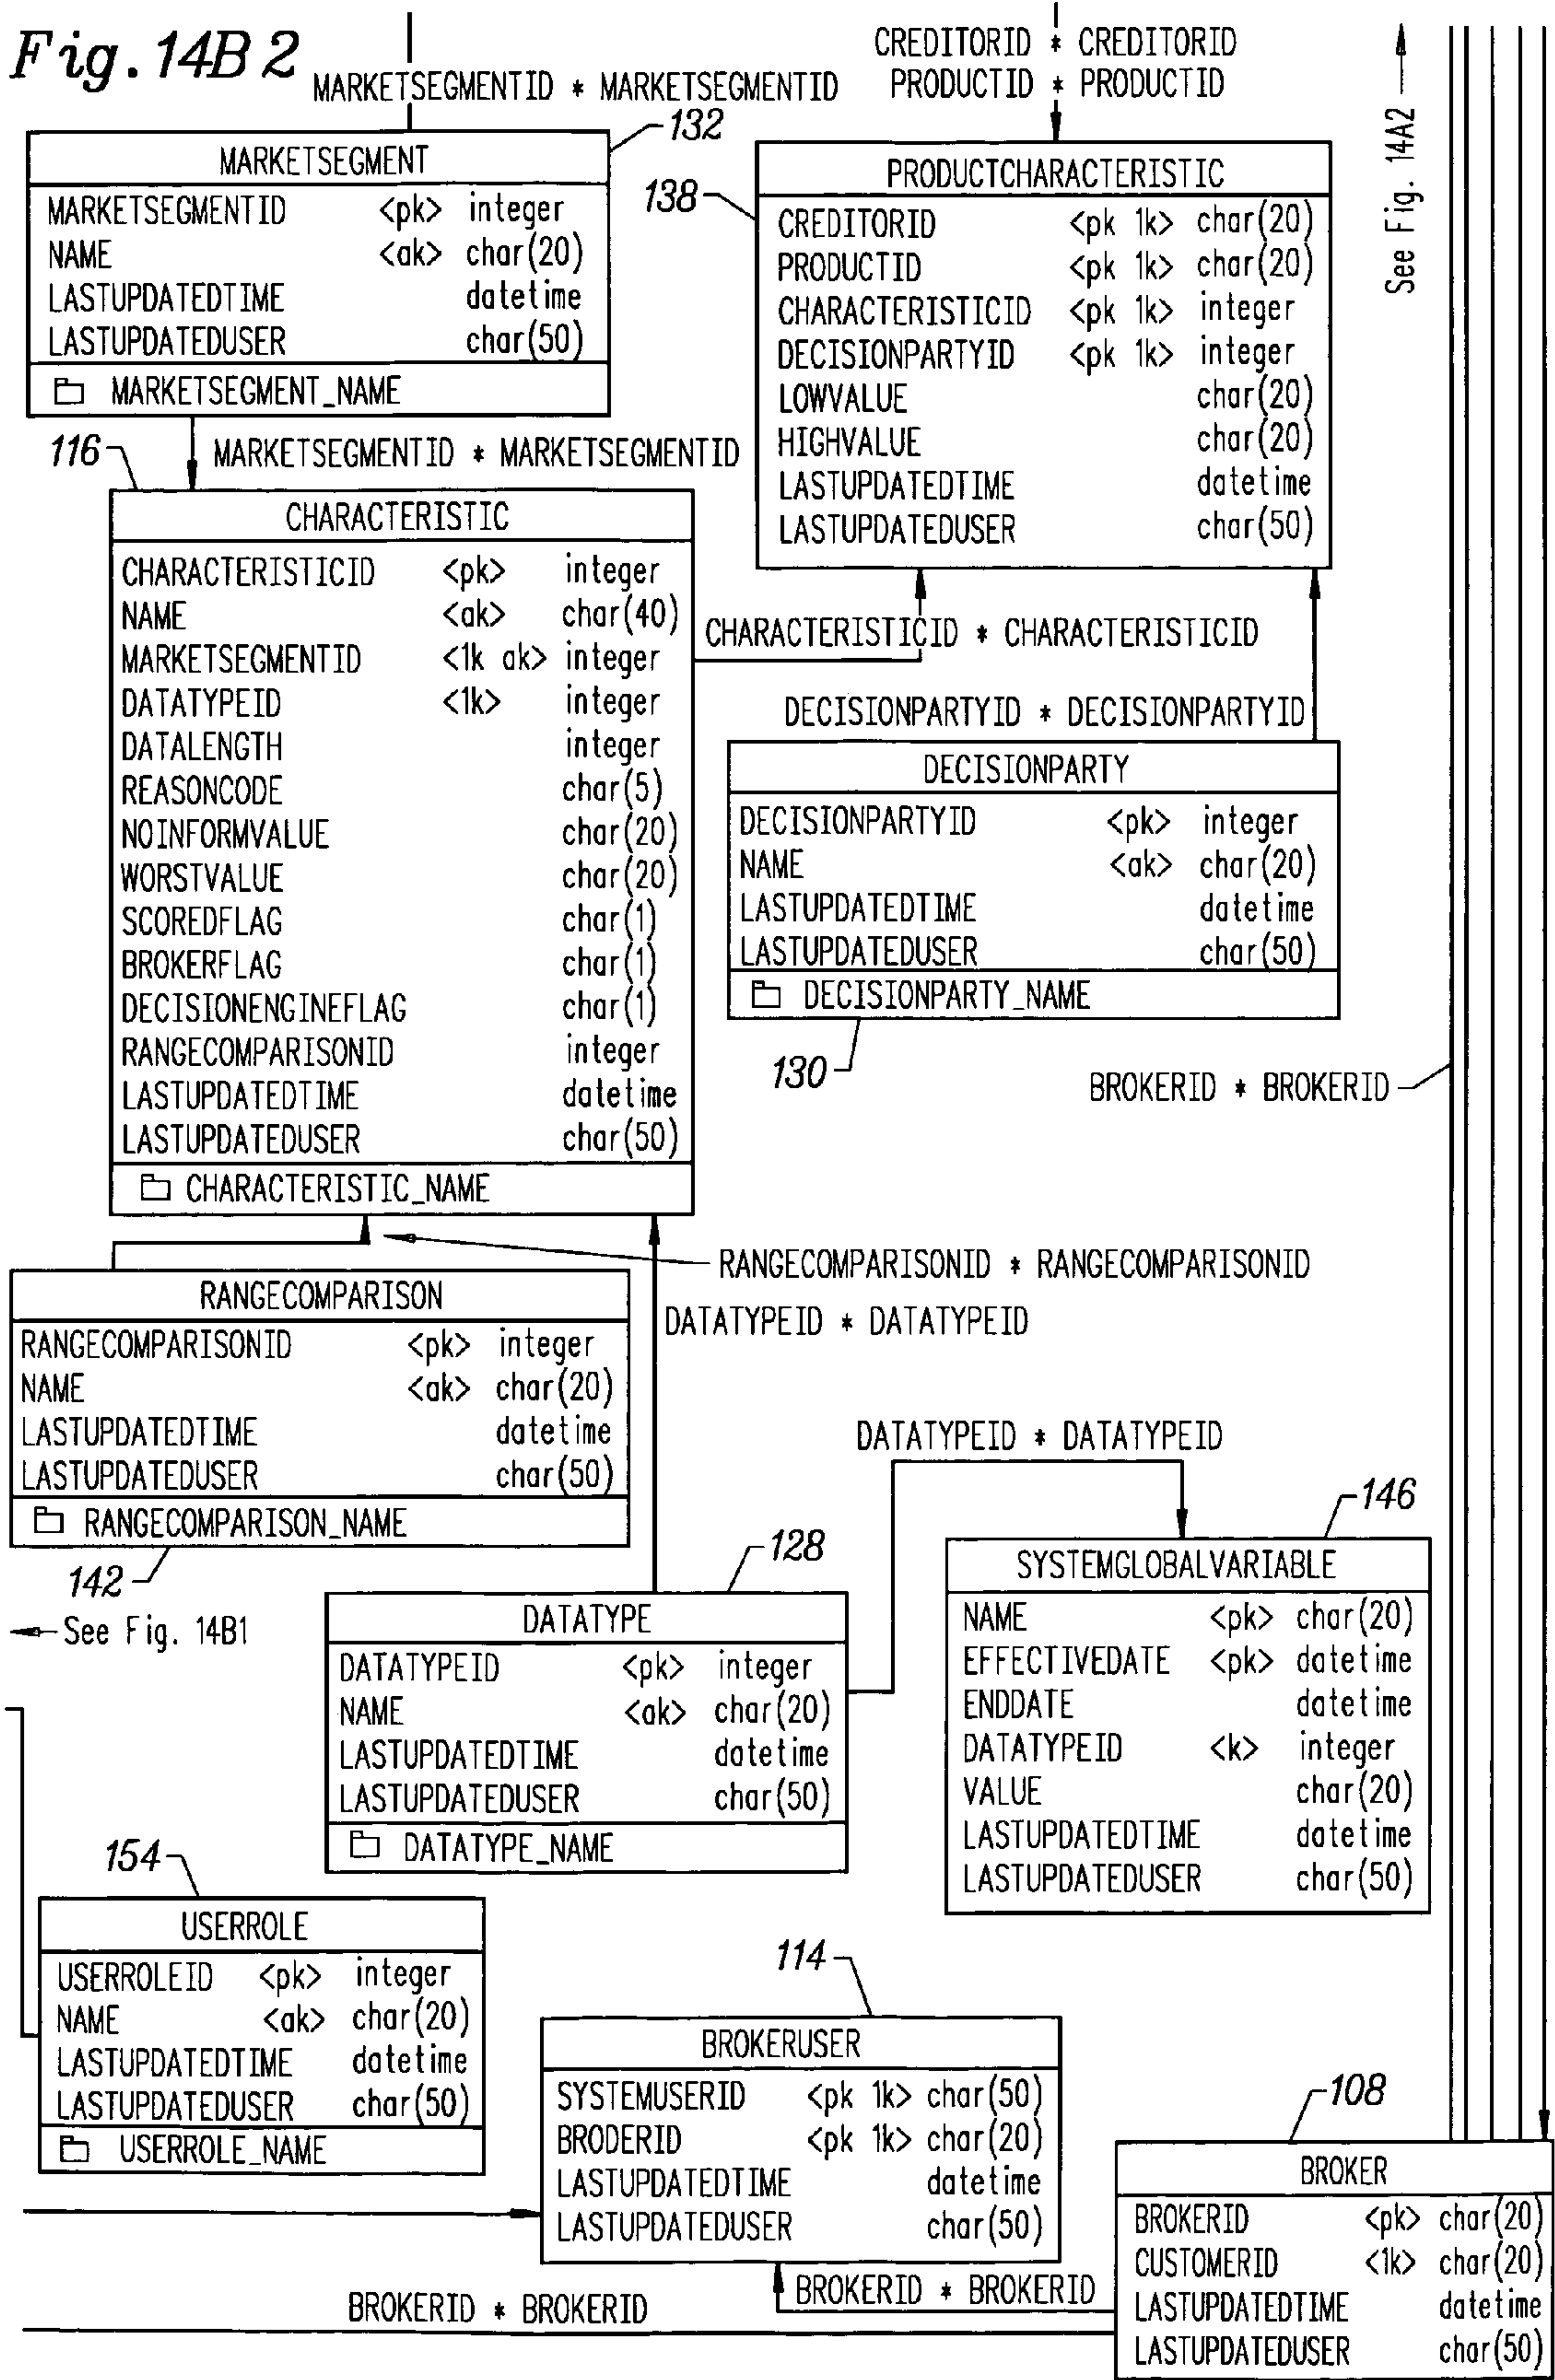 Fig. 14B 2
MARKETSEGMENTID * MARKETSEGMENTID
CREDITORID * CREDITORID
PRODUCTID * PRODUCTID
See Fig. 14A2
132
MARKETSEGMENT
MARKETSEGMENTID <pk> integer
NAME <ak> char(20)
LASTUPDATEDTIME datetime
LASTUPDATEDUSER char(50)
MARKETSEGMENT_NAME
138
PRODUCTCHARACTERISTIC
CREDITORID <pk 1k> char(20)
PRODUCTID <pk 1k> char(20)
CHARACTERISTICID <pk 1k> integer
DECISIONPARTYID <pk 1k> integer
LOWVALUE char(20)
HIGHVALUE char(20)
LASTUPDATEDTIME datetime
LASTUPDATEDUSER char(50)
116
MARKETSEGMENTID * MARKETSEGMENTID
CHARACTERISTIC
CHARACTERISTICID <pk> integer
NAME <ak> char(40)
MARKETSEGMENTID <1k ak> integer
DATATYPEID <1k> integer
DATALENGTH integer
REASONCODE char(5)
NOINFORMVALUE char(20)
WORSTVALUE char(20)
SCOREDFLAG char(1)
BROKERFLAG char(1)
DECISIONENGINEFLAG char(1)
RANGECOMPARISONID integer
LASTUPDATEDTIME datetime
LASTUPDATEDUSER char(50)
CHARACTERISTIC_NAME
CHARACTERISTICID * CHARACTERISTICID
DECISIONPARTYID * DECISIONPARTYID
DECISIONPARTY
DECISIONPARTYID <pk> integer
NAME <ak> char(20)
LASTUPDATEDTIME datetime
LASTUPDATEDUSER char(50)
DECISIONPARTY_NAME
130
BROKERID * BROKERID
RANGECOMPARISONID * RANGECOMPARISONID
RANGECOMPARISON
RANGECOMPARISONID <pk> integer
NAME <ak> char(20)
LASTUPDATEDTIME datetime
LASTUPDATEDUSER char(50)
RANGECOMPARISON_NAME
142
See Fig. 14B1
DATATYPEID * DATATYPEID
DATATYPEID * DATATYPEID
128
DATATYPE
DATATYPEID <pk> integer
NAME <ak> char(20)
LASTUPDATEDTIME datetime
LASTUPDATEDUSER char(50)
DATATYPE_NAME
146
SYSTEMGLOBALVARIABLE
NAME <pk> char(20)
EFFECTIVEDATE <pk> datetime
ENDDATE datetime
DATATYPEID <k> integer
VALUE char(20)
LASTUPDATEDTIME datetime
LASTUPDATEDUSER char(50)
154
USERROLE
USERROLEID <pk> integer
NAME <ak> char(20)
LASTUPDATEDTIME datetime
LASTUPDATEDUSER char(50)
USERROLE_NAME
114
BROKERUSER
SYSTEMUSERID <pk 1k> char(50)
BRODERID <pk 1k> char(20)
LASTUPDATEDTIME datetime
LASTUPDATEDUSER char(50)
108
BROKER
BROKERID <pk> char(20)
CUSTOMERID <1k> char(20)
LASTUPDATEDTIME datetime
LASTUPDATEDUSER char(50)
BROKERID * BROKERID
BROKERID * BROKERID